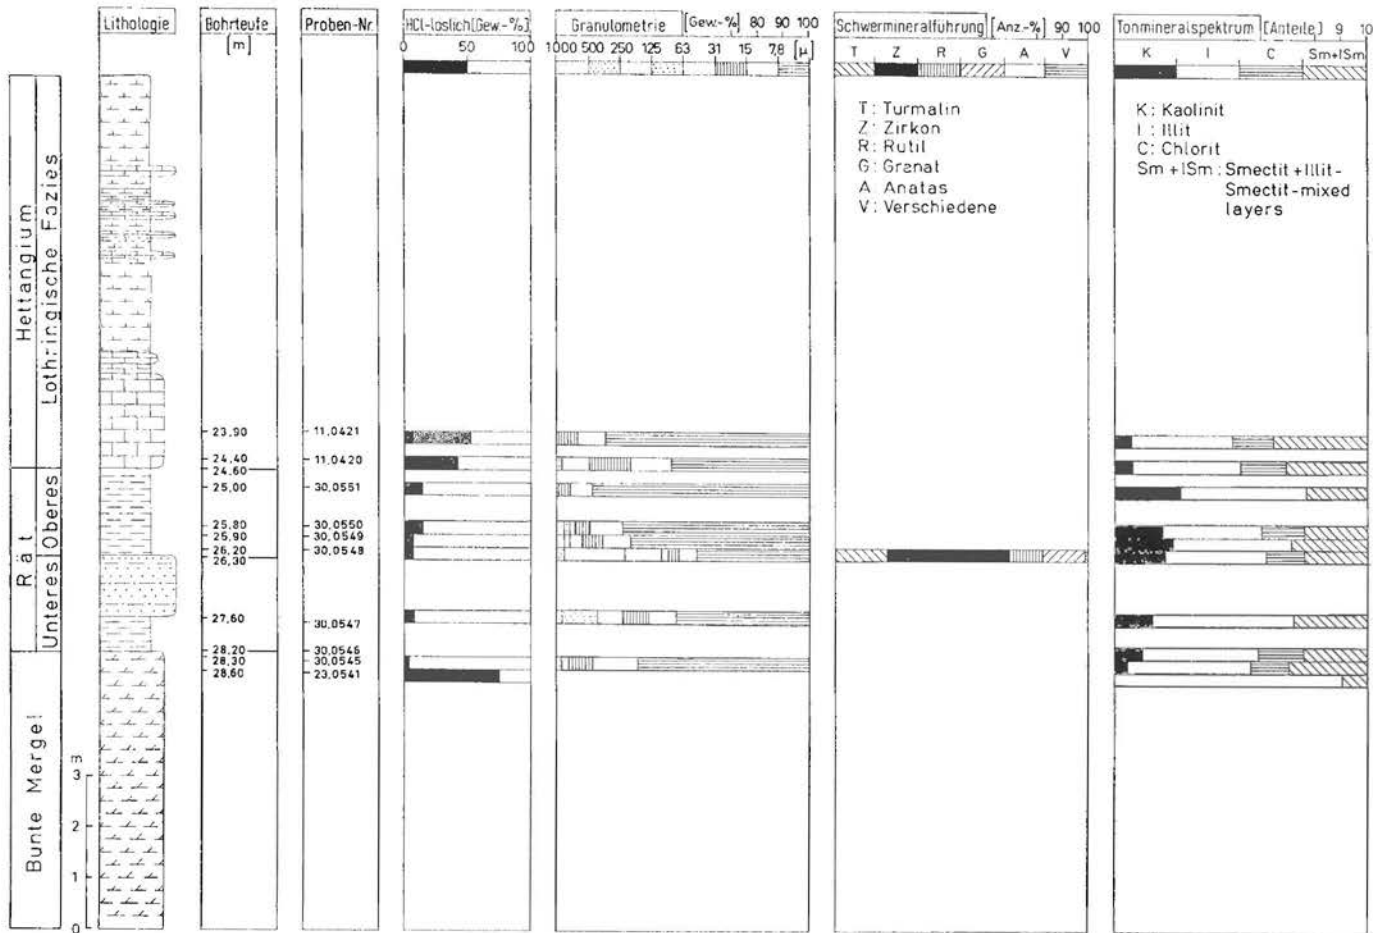 Lithologie
Bohrteufe
[m]
Proben-Nr.
HCl-löslich[Gew.-%]
0 50 100
Granulometrie [Gew.-%] 80 90 100
1000 500 250 125 63 31 15 7,8 [µ]
Schwermineralführung [Anz.-%] 90 100
T Z R G A V
Tonmineralspektrum [Anteile] 9 10
K I C Sm+ISm
T: Turmalin
Z: Zirkon
R: Rutil
G: Granat
A Anatas
V: Verschiedene
K: Kaolinit
I : Illit
C: Chlorit
Sm+ISm: Smectit+Illit-
Smectit-mixed
layers
Hettangium
Lothringische Fazies
Rät
Oberes
Unteres
Bunte Mergel
23,90 11,0421
24,40 11,0420
24,60
25,00 30,0551
25,80 30,0550
25,90 30,0549
26,20 30,0548
26,30
27,60 30,0547
28,20 30,0546
28,30 30,0545
28,60 23,0541
m
3
2
1
0